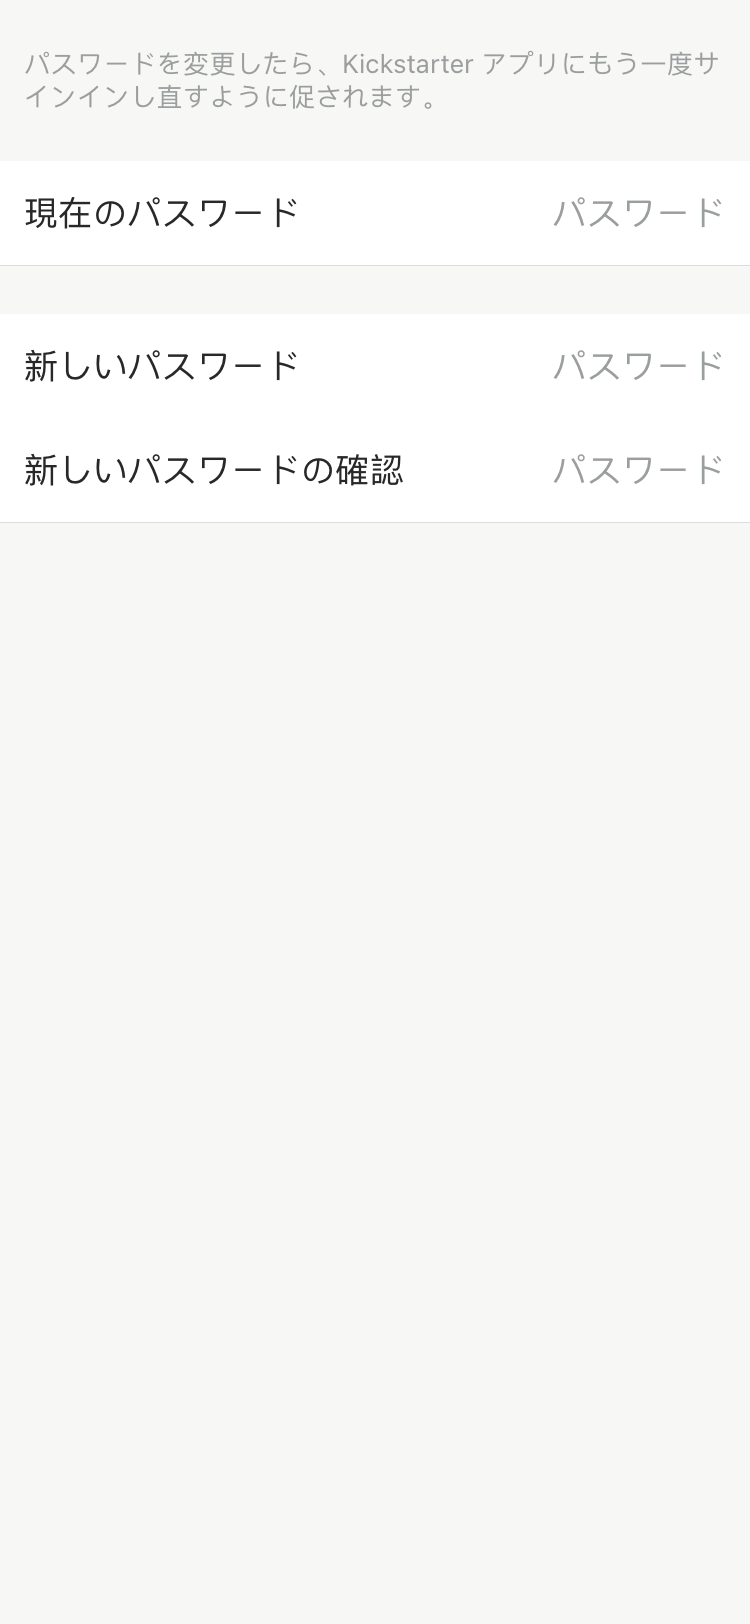 パスワードを変更したら、Kickstarter アプリにもう一度サ
インインし直すように促されます。
現在のパスワード パスワード
新しいパスワード パスワード
新しいパスワードの確認 パスワード